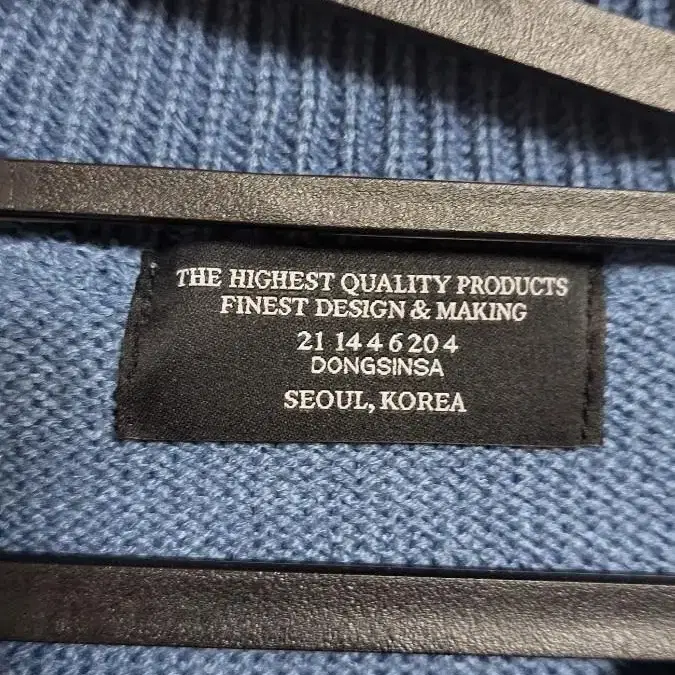 THE HIGHEST QUALITY PRODUCTS
FINEST DESIGN & MAKING
21 14 4 6 20 4
DONGSINSA
SEOUL, KOREA